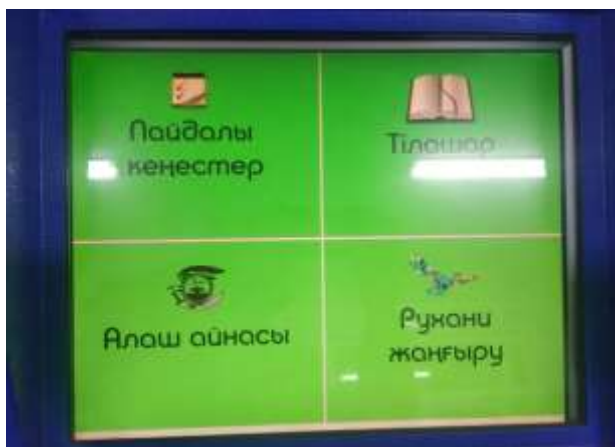 Пайдалы
кеңестер
Тілашар
Алаш айнасы
Рухани
жаңғыру